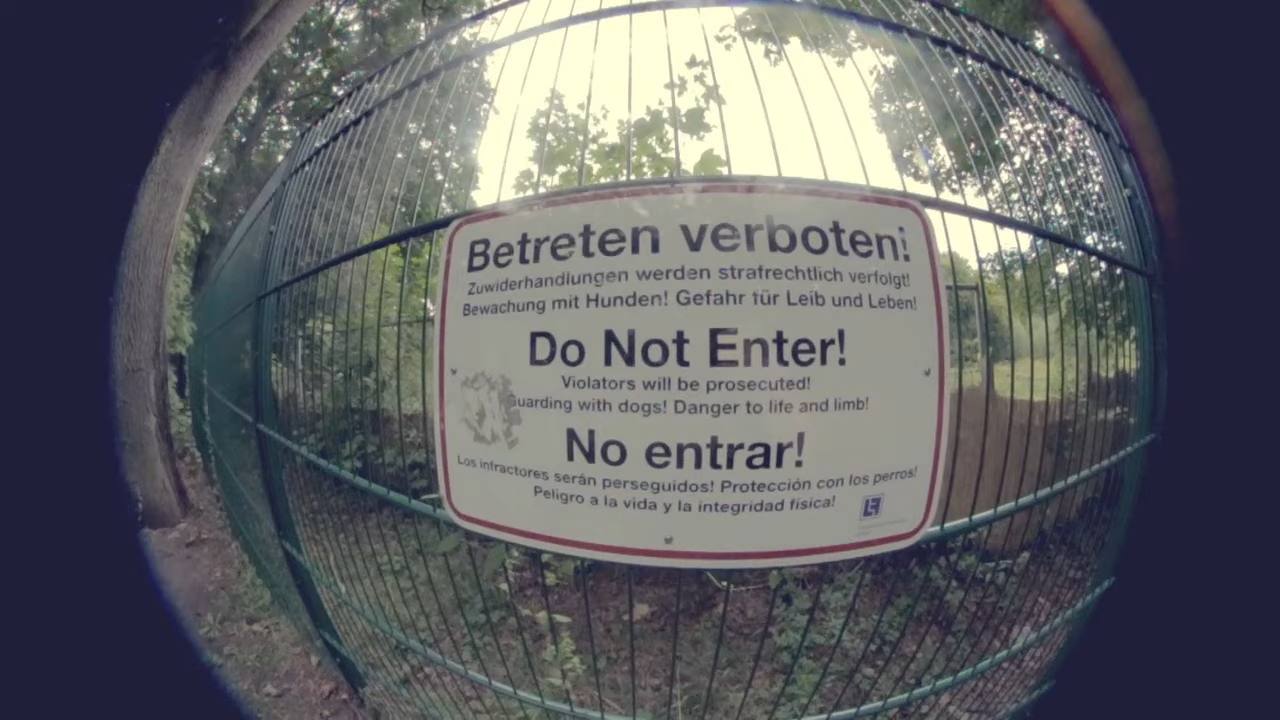 Betreten verboten!
Zuwiderhandlungen werden strafrechtlich verfolgt!
Bewachung mit Hunden! Gefahr für Leib und Leben!
Do Not Enter!
Violators will be prosecuted!
uarding with dogs! Danger to life and limb!
No entrar!
Los infractores serán perseguidos! Protección con los perros!
Peligro a la vida y la integridad física!